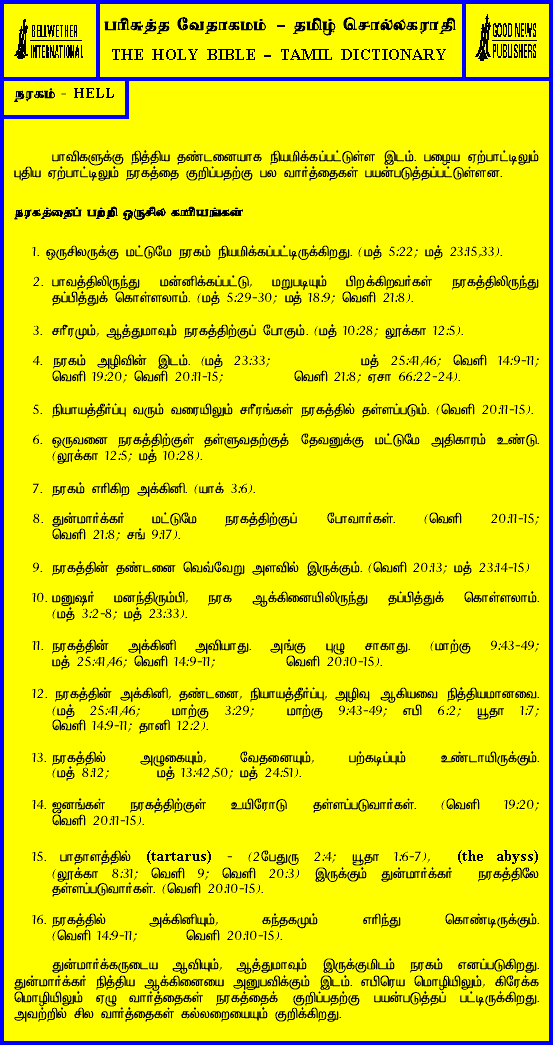 BELLWETHER
INTERNATIONAL
பரிசுத்த வேதாகமம் – தமிழ் சொல்லகராதி
THE HOLY BIBLE – TAMIL DICTIONARY
GOOD NEWS
PUBLISHERS
நரகம் - HELL
பாவிகளுக்கு நித்திய தண்டனையாக நியமிக்கப்பட்டுள்ள இடம். பழைய ஏற்பாட்டிலும்
புதிய ஏற்பாட்டிலும் நரகத்தை குறிப்பதற்கு பல வார்த்தைகள் பயன்படுத்தப்பட்டுள்ளன.
நரகத்தைப் பற்றி ஒருசில காரியங்கள்
1. ஒருசிலருக்கு மட்டுமே நரகம் நியமிக்கப்பட்டிருக்கிறது. (மத் 5:22; மத் 23:15,33).
2. பாவத்திலிருந்து மன்னிக்கப்பட்டு, மறுபடியும் பிறக்கிறவர்கள் நரகத்திலிருந்து
தப்பித்துக் கொள்ளலாம். (மத் 5:29-30; மத் 18:9; வெளி 21:8).
3. சரீரமும், ஆத்துமாவும் நரகத்திற்குப் போகும். (மத் 10:28; லூக்கா 12:5).
4. நரகம் அழிவின் இடம். (மத் 23:33; மத் 25:41,46; வெளி 14:9-11;
வெளி 19:20; வெளி 20:11-15; வெளி 21:8; ஏசா 66:22-24).
5. நியாயத்தீர்ப்பு வரும் வரையிலும் சரீரங்கள் நரகத்தில் தள்ளப்படும். (வெளி 20:11-15).
6. ஒருவனை நரகத்திற்குள் தள்ளுவதற்குத் தேவனுக்கு மட்டுமே அதிகாரம் உண்டு.
(லூக்கா 12:5; மத் 10:28).
7. நரகம் எரிகிற அக்கினி. (யாக் 3:6).
8. துன்மார்க்கர் மட்டுமே நரகத்திற்குப் போவார்கள். (வெளி 20:11-15;
வெளி 21:8; சங் 9:17).
9. நரகத்தின் தண்டனை வெவ்வேறு அளவில் இருக்கும். (வெளி 20:13; மத் 23:14-15)
10. மனுஷர் மனந்திரும்பி, நரக ஆக்கினையிலிருந்து தப்பித்துக் கொள்ளலாம்.
(மத் 3:2-8; மத் 23:33).
11. நரகத்தின் அக்கினி அவியாது. அங்கு புழு சாகாது. (மாற்கு 9:43-49;
மத் 25:41,46; வெளி 14:9-11; வெளி 20:10-15).
12. நரகத்தின் அக்கினி, தண்டனை, நியாயத்தீர்ப்பு, அழிவு ஆகியவை நித்தியமானவை.
(மத் 25:41,46; மாற்கு 3:29; மாற்கு 9:43-49; எபி 6:2; யூதா 1:7;
வெளி 14:9-11; தானி 12:2).
13. நரகத்தில் அழுகையும், வேதனையும், பற்கடிப்பும் உண்டாயிருக்கும்.
(மத் 8:12; மத் 13:42,50; மத் 24:51).
14. ஜனங்கள் நரகத்திற்குள் உயிரோடு தள்ளப்படுவார்கள். (வெளி 19:20;
வெளி 20:11-15).
15. பாதாளத்தில் (tartarus) - (2பேதுரு 2:4; யூதா 1:6-7), (the abyss)
(லூக்கா 8:31; வெளி 9; வெளி 20:3) இருக்கும் துன்மார்க்கர் நரகத்திலே
தள்ளப்படுவார்கள். (வெளி 20:10-15).
16. நரகத்தில் அக்கினியும், கந்தகமும் எரிந்து கொண்டிருக்கும்.
(வெளி 14:9-11; வெளி 20:10-15).
துன்மார்க்கருடைய ஆவியும், ஆத்துமாவும் இருக்குமிடம் நரகம் எனப்படுகிறது.
துன்மார்க்கர் நித்திய ஆக்கினையை அனுபவிக்கும் இடம். எபிரெய மொழியிலும், கிரேக்க
மொழியிலும் ஏழு வார்த்தைகள் நரகத்தைக் குறிப்பதற்கு பயன்படுத்தப் பட்டிருக்கிறது.
அவற்றில் சில வார்த்தைகள் கல்லறையையும் குறிக்கிறது.